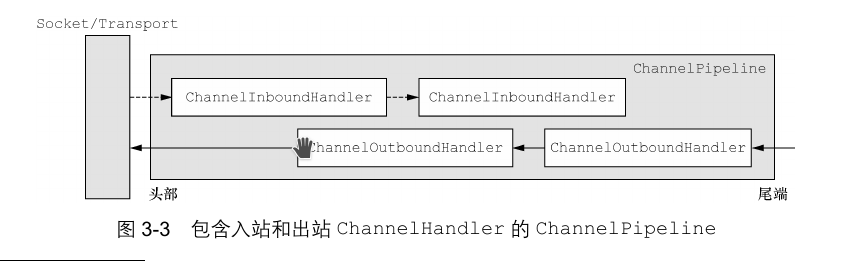 Socket/Transport
ChannelPipeline
ChannelInboundHandler
ChannelInboundHandler
ChannelOutboundHandler
ChannelOutboundHandler
头部
尾端
图 3-3 包含入站和出站 ChannelHandler 的 ChannelPipeline